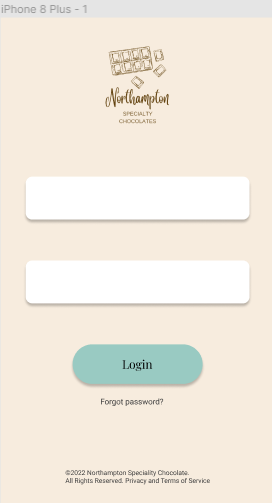 iPhone 8 Plus - 1
Northampton
SPECIALTY
CHOCOLATES
Login
Forgot password?
©2022 Northampton Speciality Chocolate.
All Rights Reserved. Privacy and Terms of Service